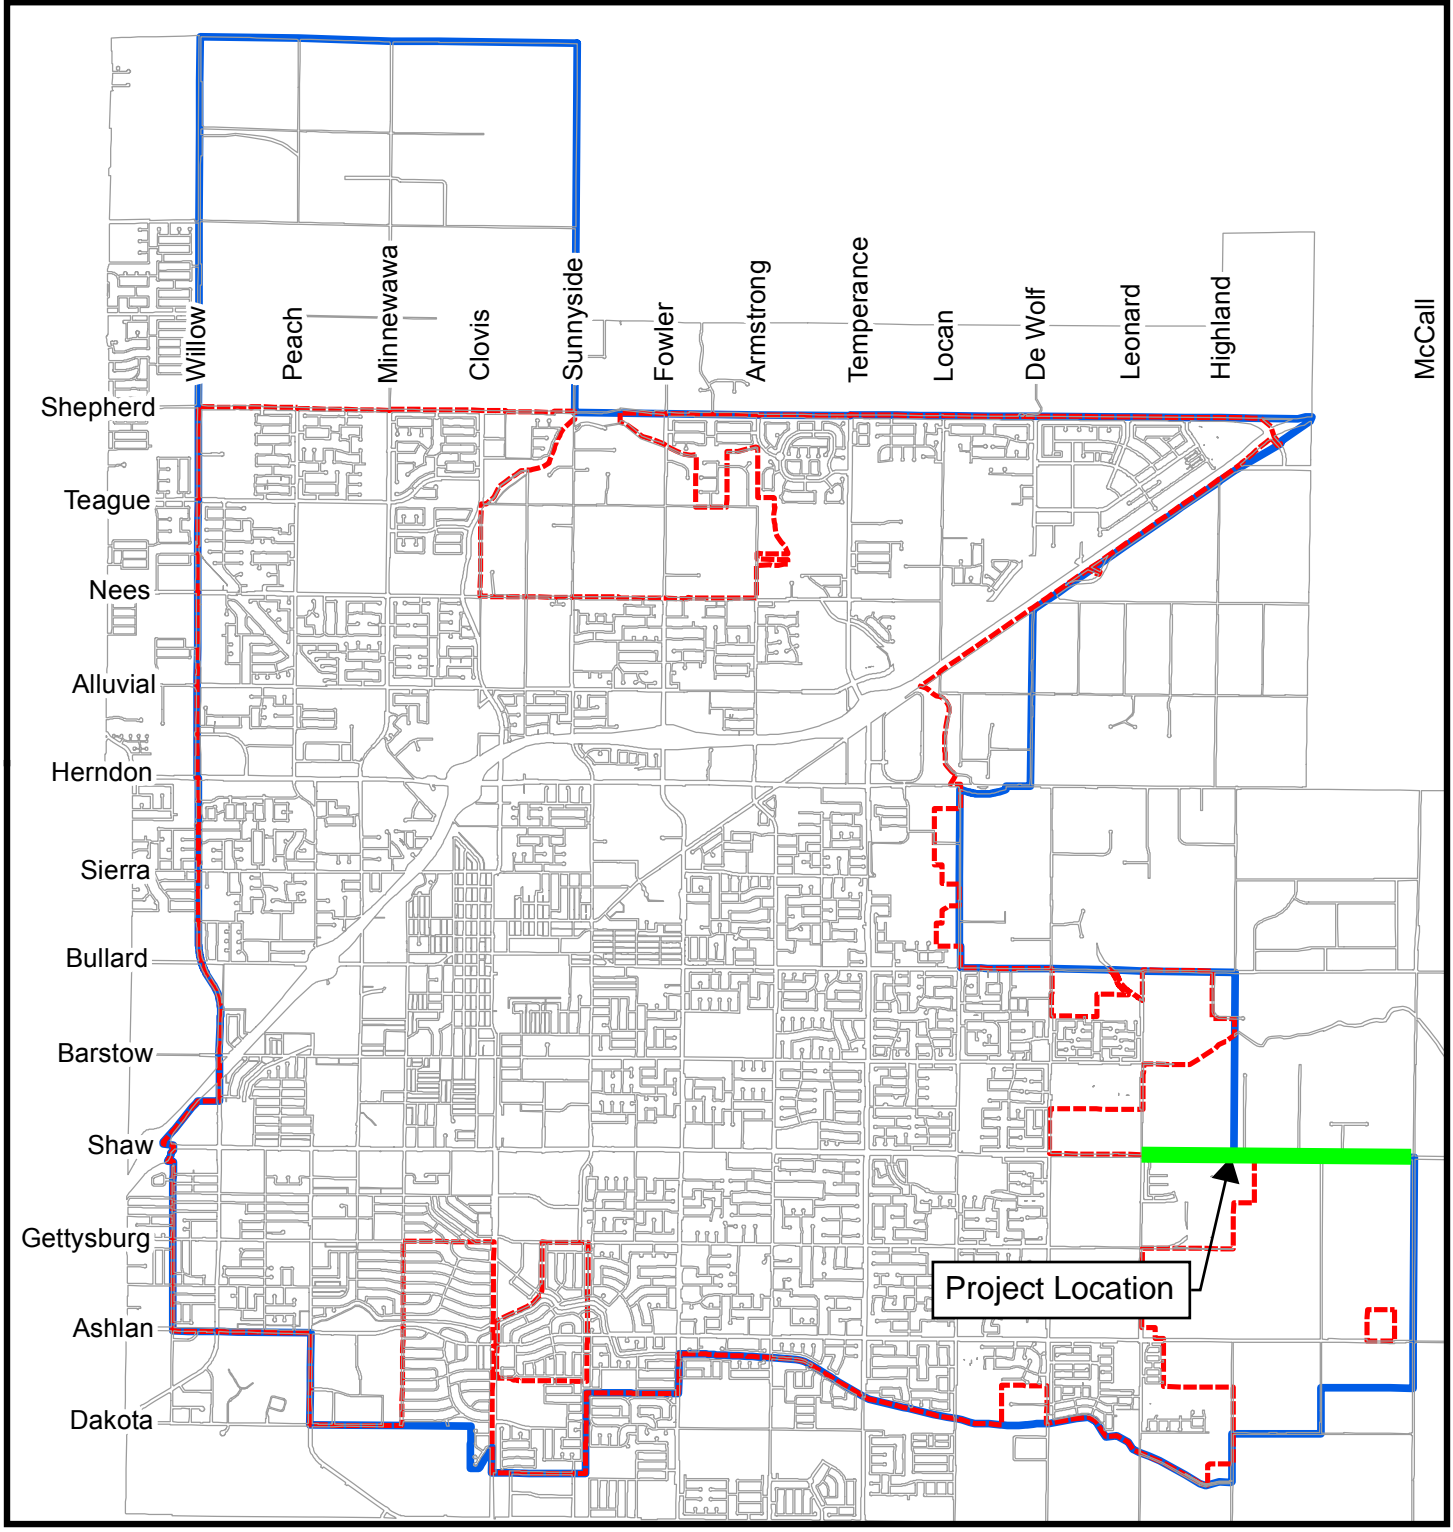 Willow
Peach
Minnewawa
Clovis
Sunnyside
Fowler
Armstrong
Temperance
Locan
De Wolf
Leonard
Highland
McCall
Shepherd
Teague
Nees
Alluvial
Herndon
Sierra
Bullard
Barstow
Shaw
Gettysburg
Project Location
Ashlan
Dakota